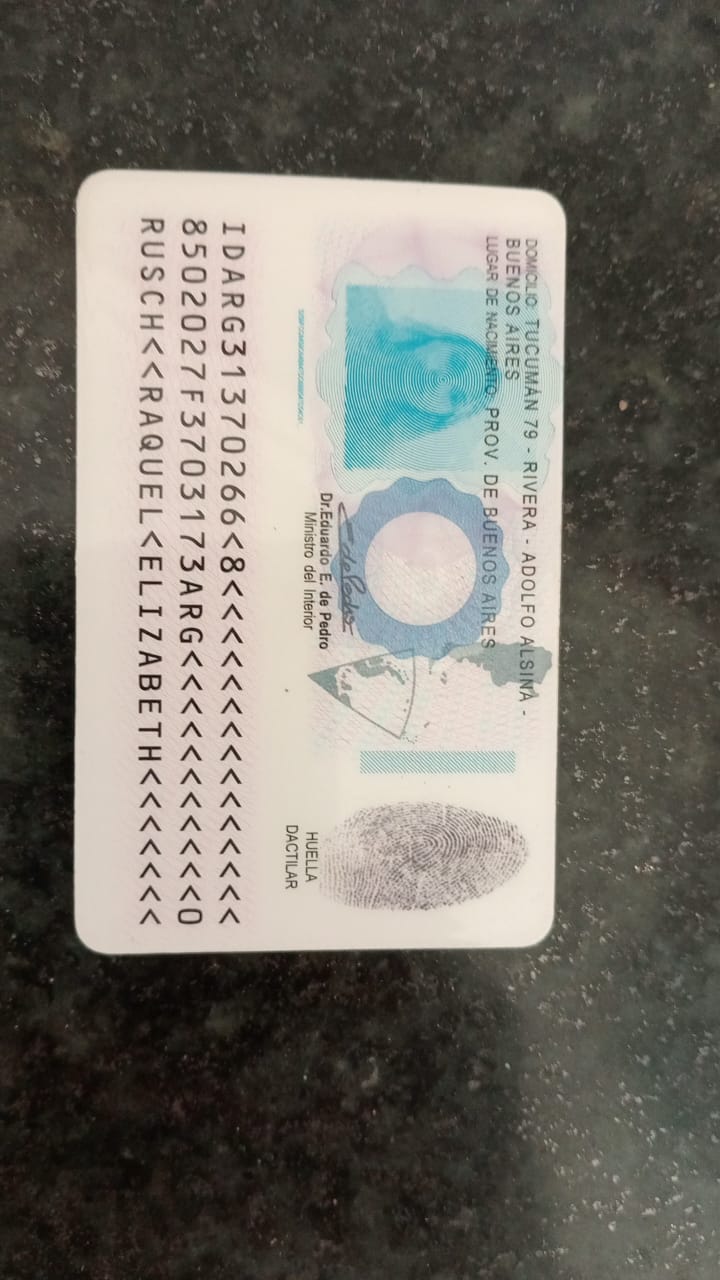 DOMICILIO: TUCUMÁN 79 - RIVERA - ADOLFO ALSINA -
BUENOS AIRES
LUGAR DE NACIMIENTO: PROV. DE BUENOS AIRES
Dr.Eduardo E. de Pedro
Ministro del Interior
HUELLA
DACTILAR
IDARG31370266<8<<<<<<<<<<<<<<<
8502027F3703173ARG<<<<<<<<<<<0
RUSCH<<RAQUEL<ELIZABETH<<<<<<<